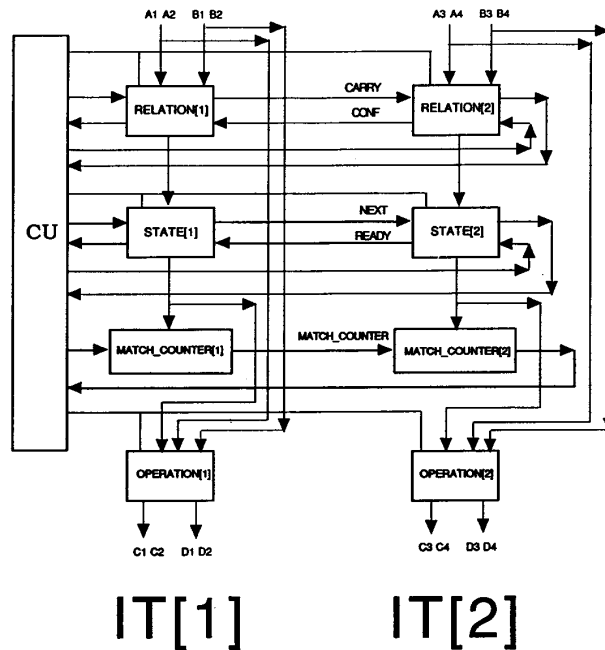 A1 A2 B1 B2 A3 A4 B3 B4
CARRY
RELATION[1] RELATION[2]
CONF
NEXT
CU STATE[1] STATE[2]
READY
MATCH_COUNTER
MATCH_COUNTER[1] MATCH_COUNTER[2]
OPERATION[1] OPERATION[2]
C1 C2 D1 D2 C3 C4 D3 D4
IT[1] IT[2]